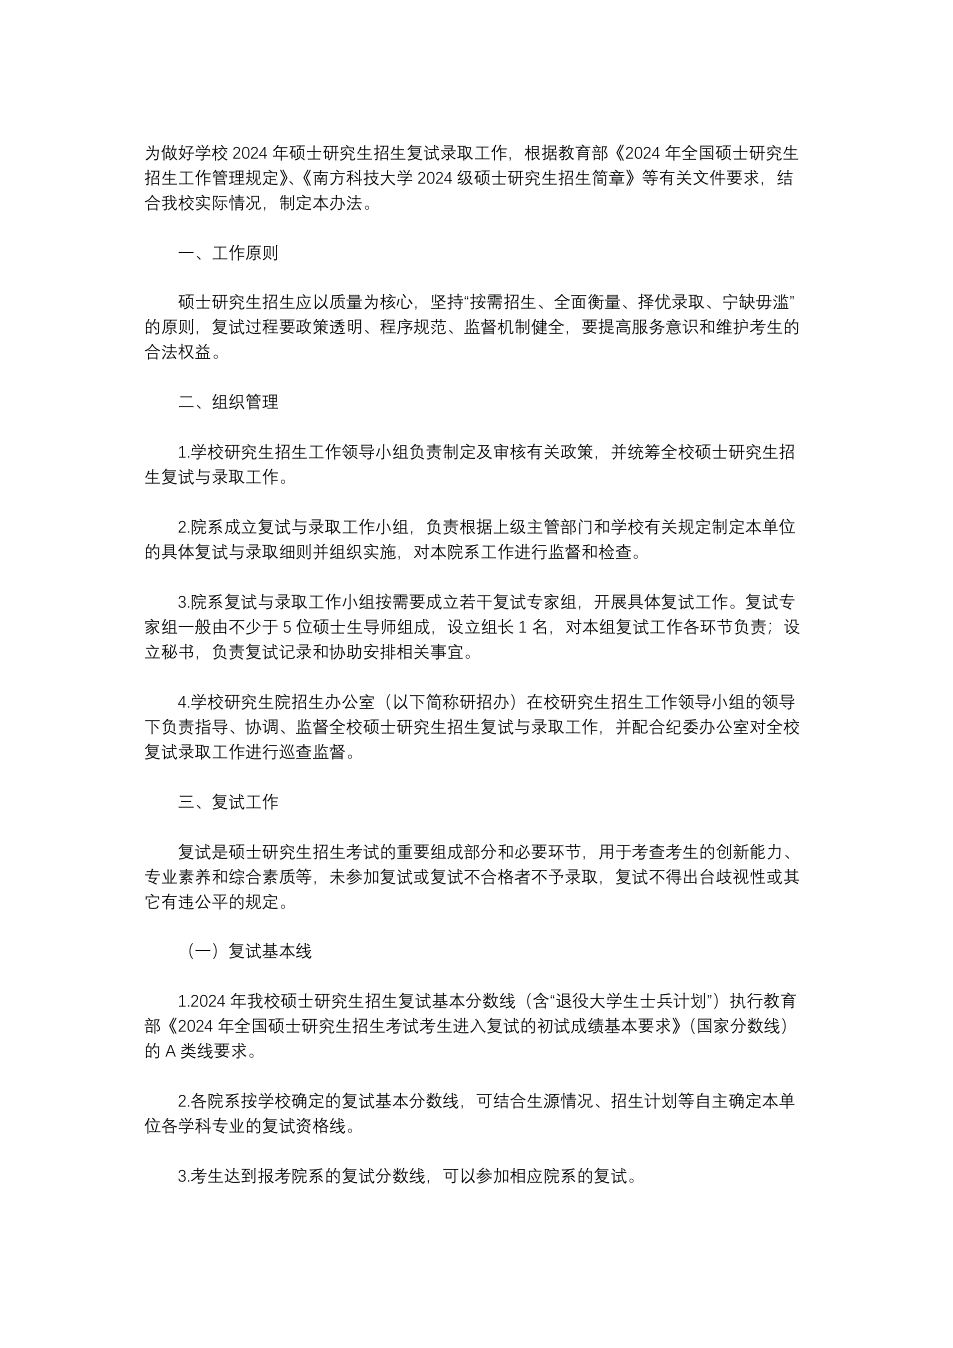 为做好学校 2024 年硕士研究生招生复试录取工作，根据教育部《2024 年全国硕士研究生
招生工作管理规定》、《南方科技大学 2024 级硕士研究生招生简章》等有关文件要求，结
合我校实际情况，制定本办法。
一、工作原则
硕士研究生招生应以质量为核心，坚持“按需招生、全面衡量、择优录取、宁缺毋滥”
的原则，复试过程要政策透明、程序规范、监督机制健全，要提高服务意识和维护考生的
合法权益。
二、组织管理
1.学校研究生招生工作领导小组负责制定及审核有关政策，并统筹全校硕士研究生招
生复试与录取工作。
2.院系成立复试与录取工作小组，负责根据上级主管部门和学校有关规定制定本单位
的具体复试与录取细则并组织实施，对本院系工作进行监督和检查。
3.院系复试与录取工作小组按需要成立若干复试专家组，开展具体复试工作。复试专
家组一般由不少于 5 位硕士生导师组成，设立组长 1 名，对本组复试工作各环节负责；设
立秘书，负责复试记录和协助安排相关事宜。
4.学校研究生院招生办公室（以下简称研招办）在校研究生招生工作领导小组的领导
下负责指导、协调、监督全校硕士研究生招生复试与录取工作，并配合纪委办公室对全校
复试录取工作进行巡查监督。
三、复试工作
复试是硕士研究生招生考试的重要组成部分和必要环节，用于考查考生的创新能力、
专业素养和综合素质等，未参加复试或复试不合格者不予录取，复试不得出台歧视性或其
它有违公平的规定。
（一）复试基本线
1.2024 年我校硕士研究生招生复试基本分数线（含“退役大学生士兵计划”）执行教育
部《2024 年全国硕士研究生招生考试考生进入复试的初试成绩基本要求》（国家分数线）
的 A 类线要求。
2.各院系按学校确定的复试基本分数线，可结合生源情况、招生计划等自主确定本单
位各学科专业的复试资格线。
3.考生达到报考院系的复试分数线，可以参加相应院系的复试。